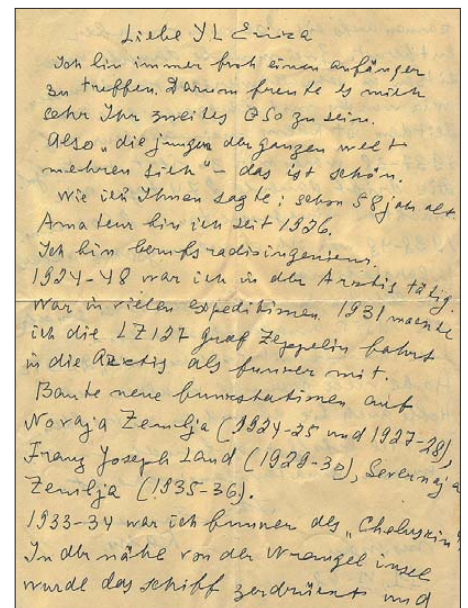 Liebe YL Erica
Ich bin immer froh einen anfänger
zu treffen. Darum freute es mich
sehr Ihr zweites QSO zu sein.
Also „die jungen der ganzen welt
mehren sich" – das ist schön.
Wie ich Ihnen sagte: schon 58 jah alt.
Amateur bin ich seit 1926.
Ich bin berufsradioingenieur.
1924-48 war ich in der Arktis tätig.
War in vielen expeditionen. 1931 machte
ich die LZ127 Graf Zeppelin fahrt
in die Arktis als funker mit.
Baute neue funkstationen auf
Novaja Zemlja (1924-25 und 1927-28),
Franz Joseph Land (1929-30), Severnaja
Zemlja (1935-36).
1933-34 war ich funker des „Cheluskin"
In der nähe von der Wrangel insel
wurde das schiff zerdrückt und